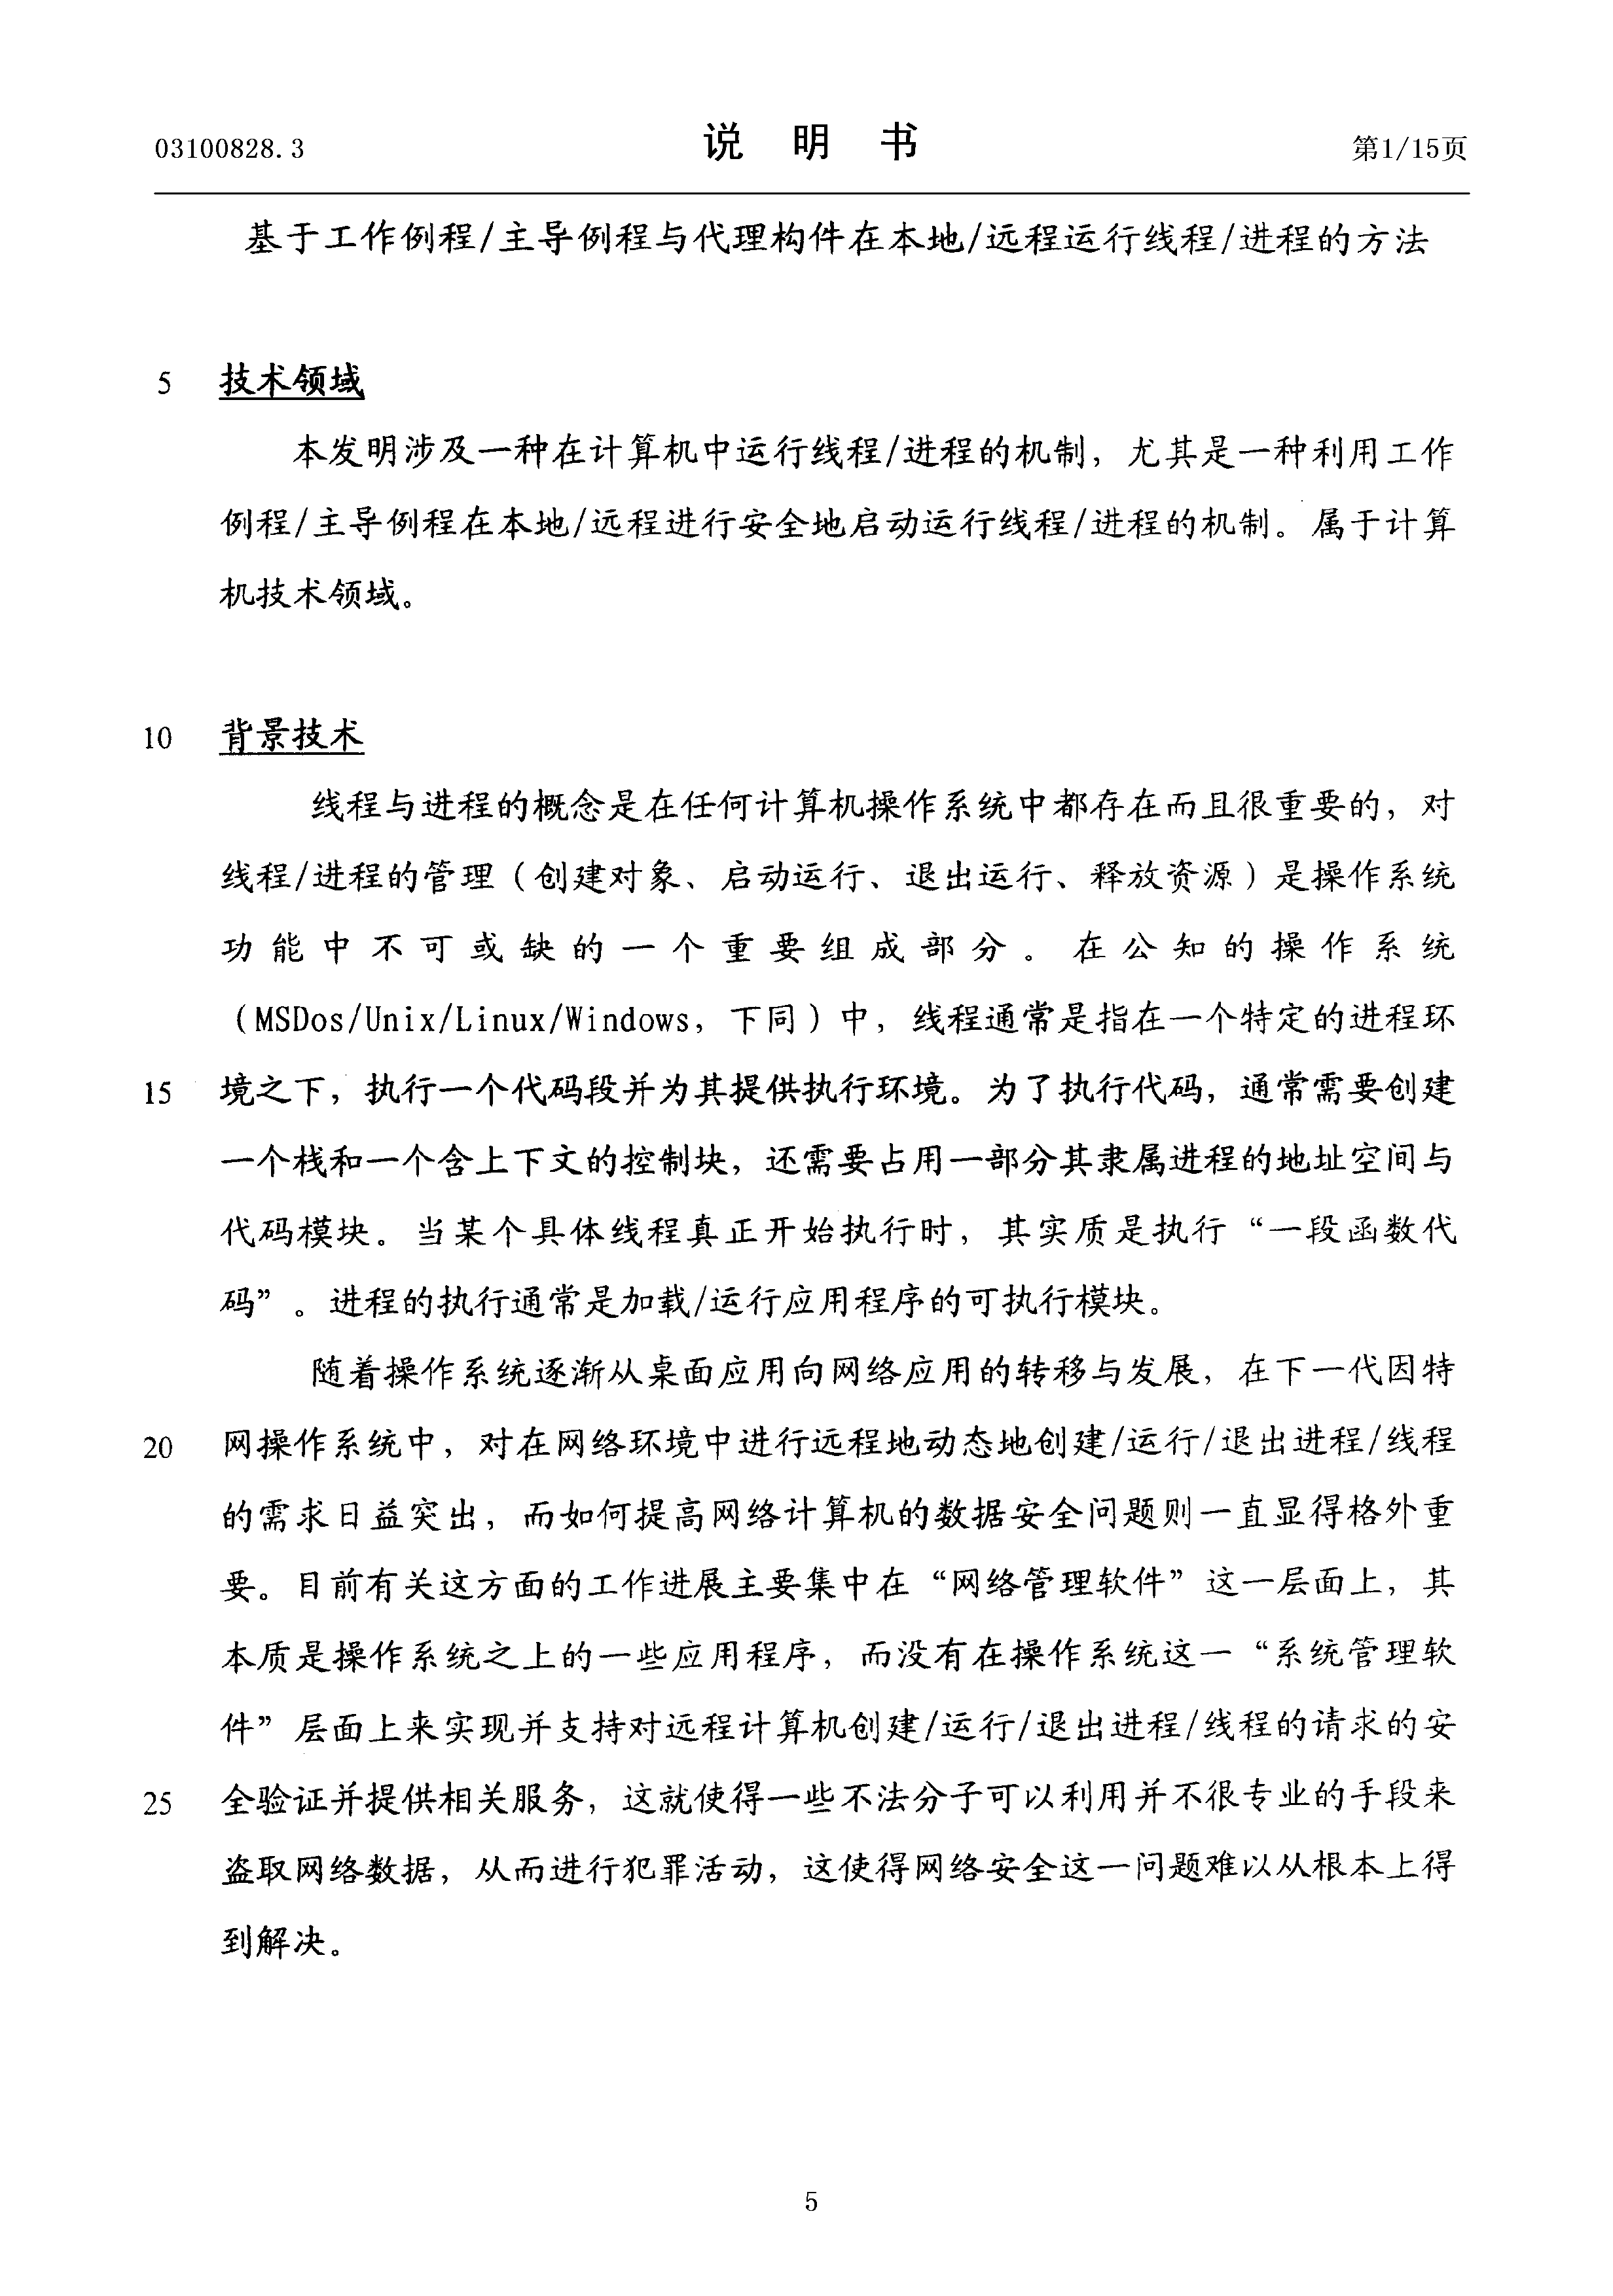 03100828.3 说 明 书 第1/15页
基于工作例程/主导例程与代理构件在本地/远程运行线程/进程的方法
5 技术领域
本发明涉及一种在计算机中运行线程/进程的机制，尤其是一种利用工作
例程/主导例程在本地/远程进行安全地启动运行线程/进程的机制。属于计算
机技术领域。
10 背景技术
线程与进程的概念是在任何计算机操作系统中都存在而且很重要的，对
线程/进程的管理（创建对象、启动运行、退出运行、释放资源）是操作系统
功能中不可或缺的一个重要组成部分。在公知的操作系统
（MSDos/Unix/Linux/Windows，下同）中，线程通常是指在一个特定的进程环
15 境之下，执行一个代码段并为其提供执行环境。为了执行代码，通常需要创建
一个栈和一个含上下文的控制块，还需要占用一部分其隶属进程的地址空间与
代码模块。当某个具体线程真正开始执行时，其实质是执行“一段函数代
码”。进程的执行通常是加载/运行应用程序的可执行模块。
随着操作系统逐渐从桌面应用向网络应用的转移与发展，在下一代因特
20 网操作系统中，对在网络环境中进行远程地动态地创建/运行/退出进程/线程
的需求日益突出，而如何提高网络计算机的数据安全问题则一直显得格外重
要。目前有关这方面的工作进展主要集中在“网络管理软件”这一层面上，其
本质是操作系统之上的一些应用程序，而没有在操作系统这一“系统管理软
件”层面上来实现并支持对远程计算机创建/运行/退出进程/线程的请求的安
25 全验证并提供相关服务，这就使得一些不法分子可以利用并不很专业的手段来
盗取网络数据，从而进行犯罪活动，这使得网络安全这一问题难以从根本上得
到解决。
5